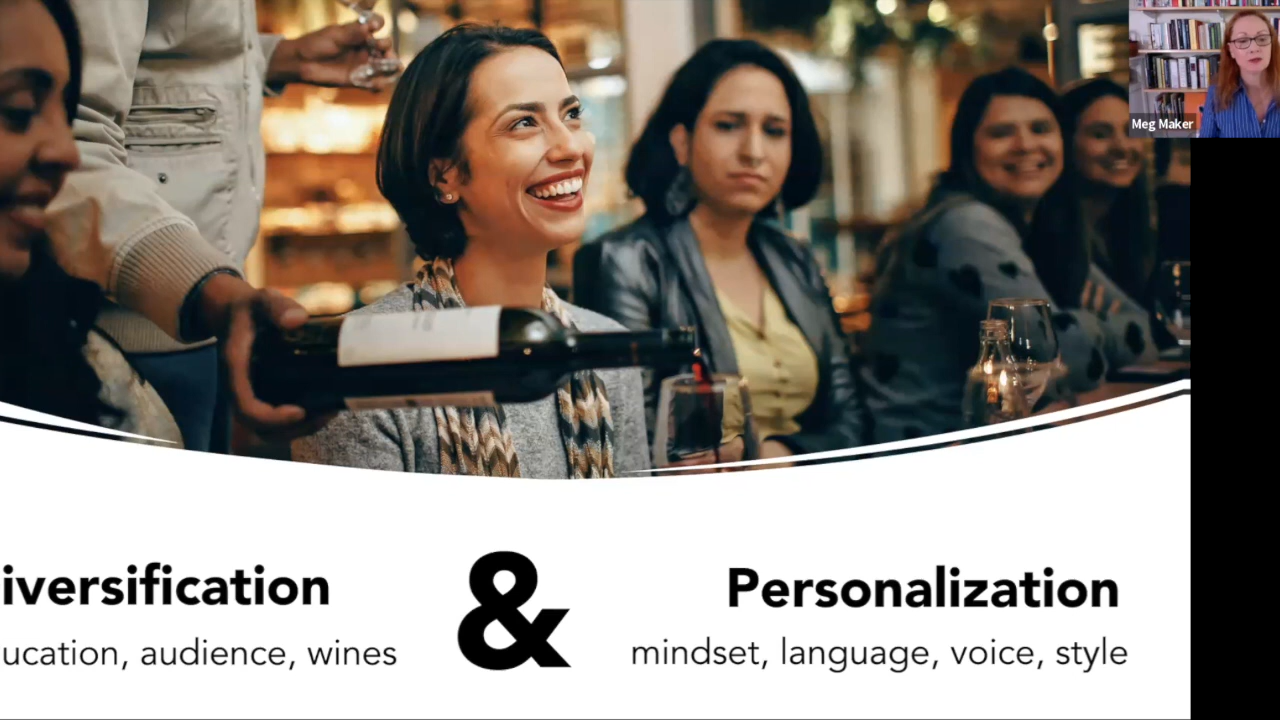 Meg Maker
iversification
&
Personalization
ucation, audience, wines
mindset, language, voice, style